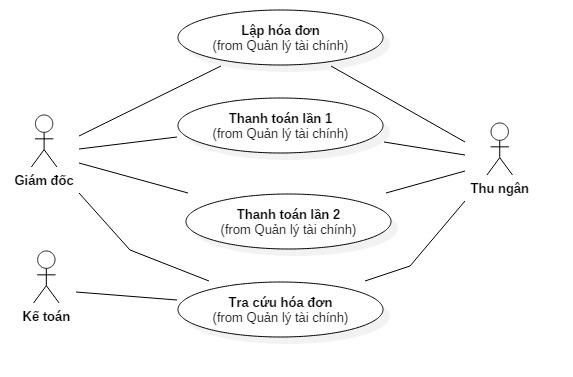 Lập hóa đơn
(from Quản lý tài chính)
Thanh toán lần 1
(from Quản lý tài chính)
Giám đốc
Thu ngân
Thanh toán lần 2
(from Quản lý tài chính)
Tra cứu hóa đơn
(from Quản lý tài chính)
Kế toán